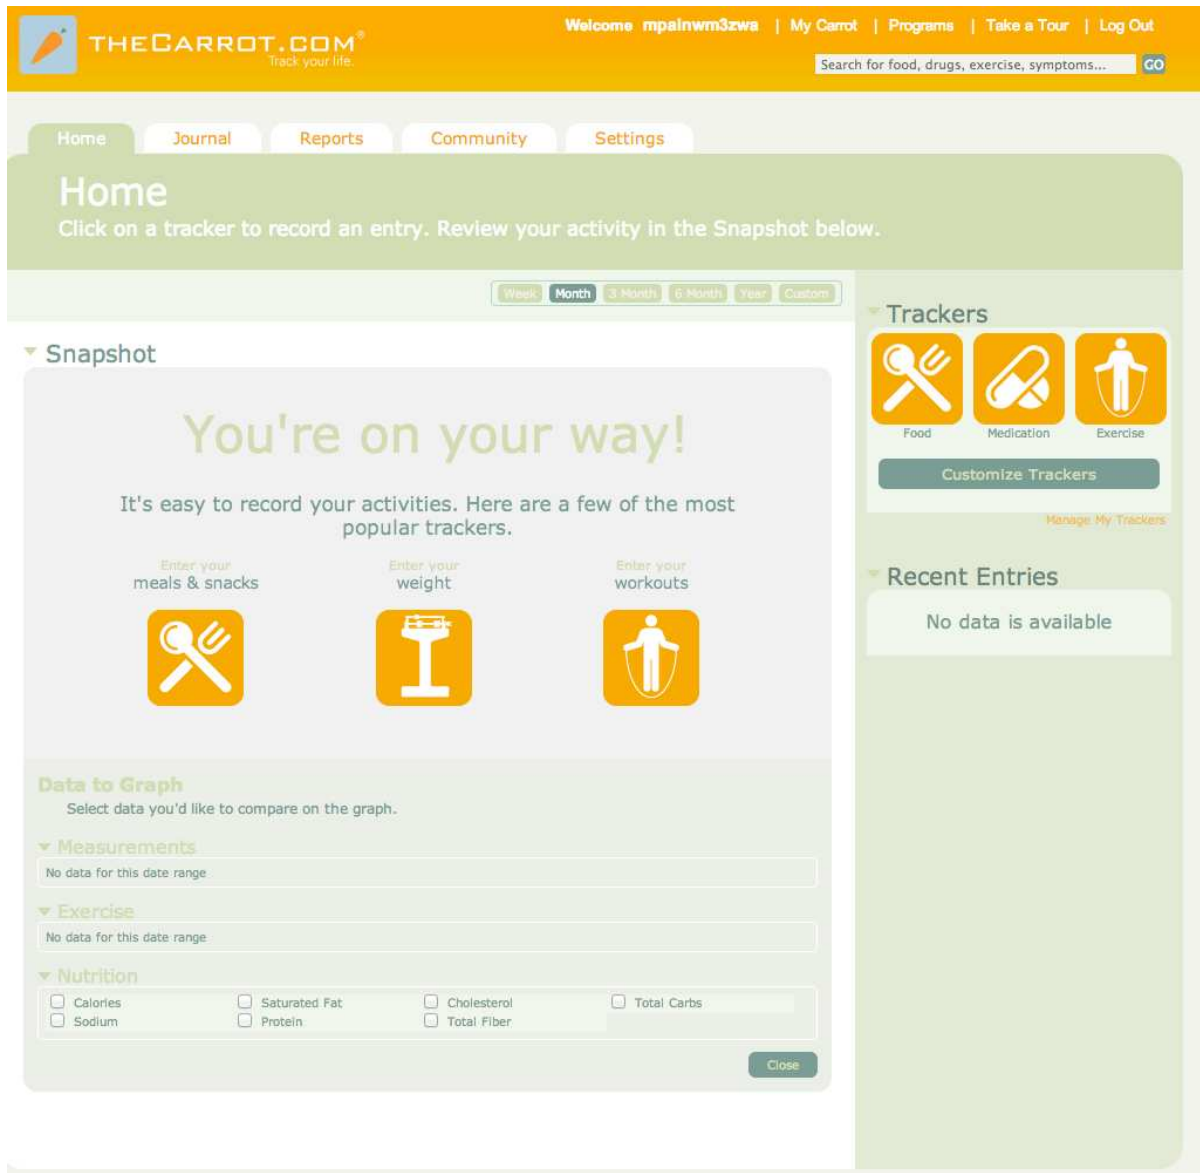 THECARROT.COM®
Track your life.
Welcome mpainwm3zwa | My Carrot | Programs | Take a Tour | Log Out
Search for food, drugs, exercise, symptoms... GO
Home Journal Reports Community Settings
Home
Click on a tracker to record an entry. Review your activity in the Snapshot below.
Week Month 3 Month 6 Month Year Custom
Snapshot
You're on your way!
It's easy to record your activities. Here are a few of the most
popular trackers.
Enter your
meals & snacks
Enter your
weight
Enter your
workouts
Data to Graph
Select data you'd like to compare on the graph.
Measurements
No data for this date range
Exercise
No data for this date range
Nutrition
Calories Saturated Fat Cholesterol Total Carbs
Sodium Protein Total Fiber
Close
Trackers
Food Medication Exercise
Customize Trackers
Manage My Trackers
Recent Entries
No data is available